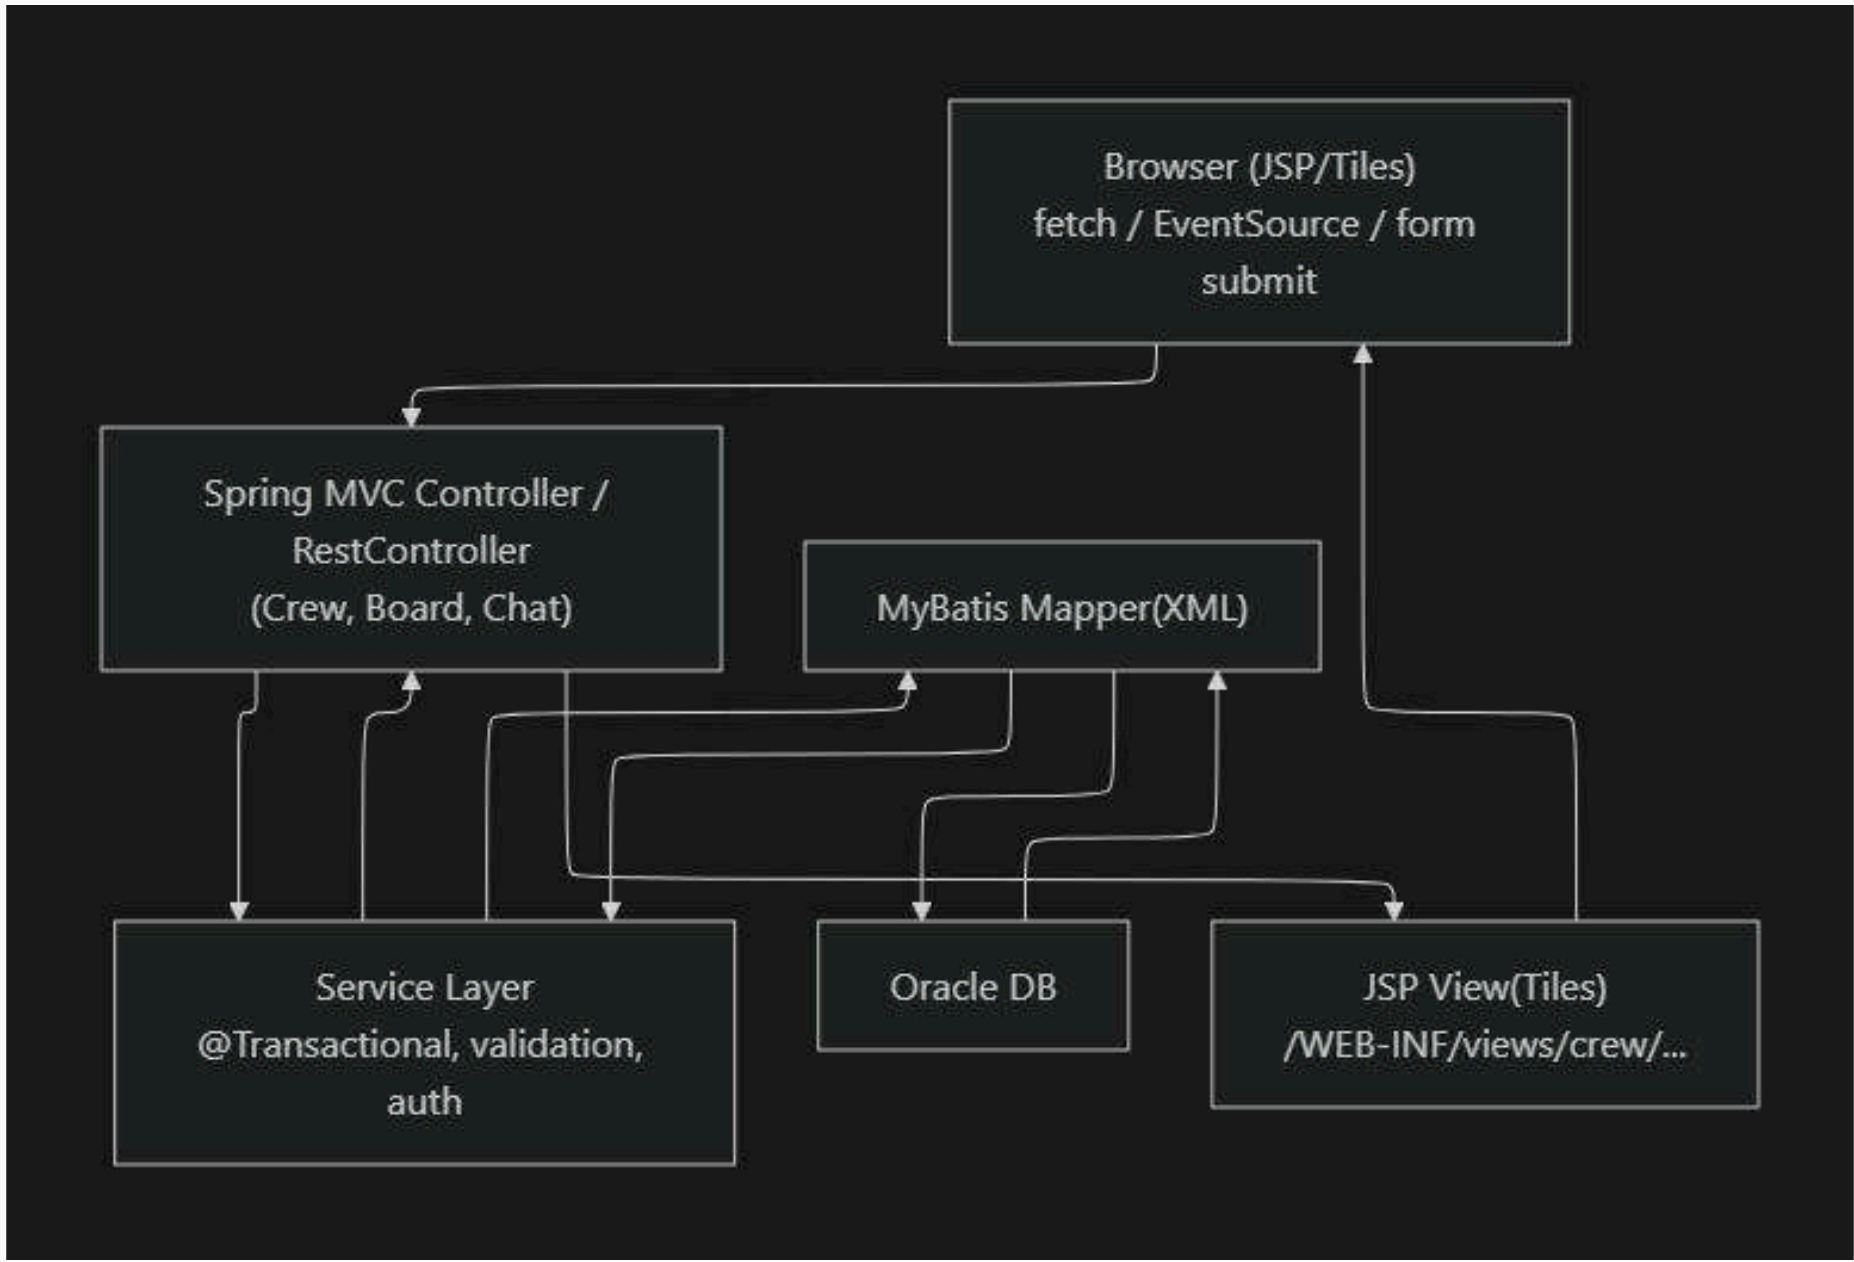 Browser (JSP/Tiles)
fetch / EventSource / form
submit
Spring MVC Controller /
RestController
(Crew, Board, Chat)
MyBatis Mapper(XML)
Service Layer
@Transactional, validation,
auth
Oracle DB
JSP View(Tiles)
/WEB-INF/views/crew/...